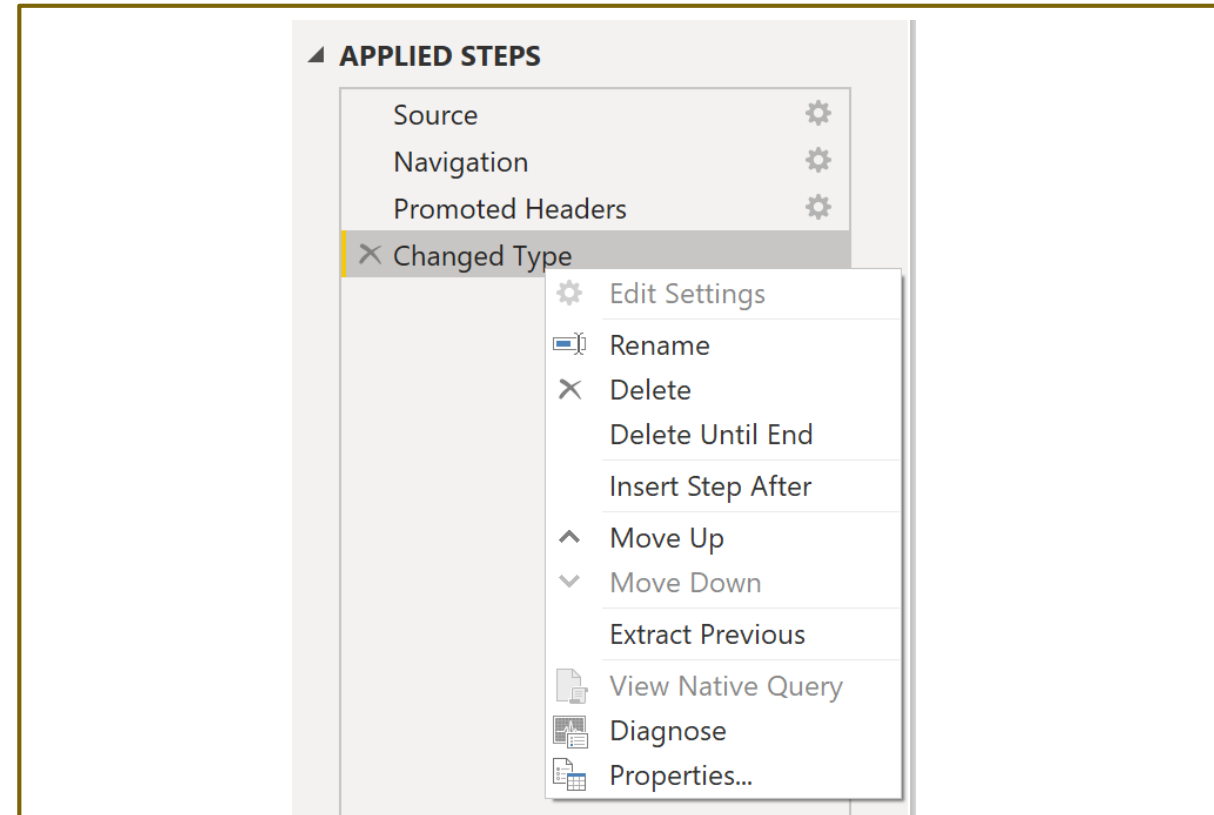 APPLIED STEPS
Source
Navigation
Promoted Headers
Changed Type
Edit Settings
Rename
Delete
Delete Until End
Insert Step After
Move Up
Move Down
Extract Previous
View Native Query
Diagnose
Properties...